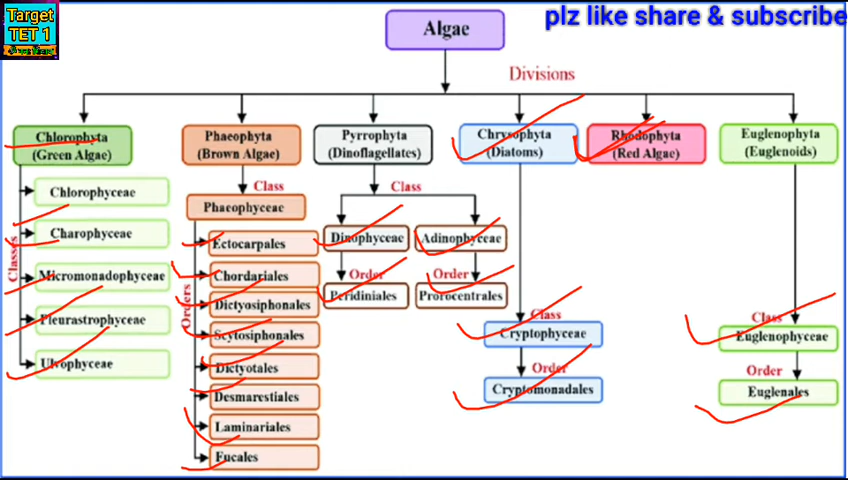 Target
TET 1
plz like share & subscribe
Algae
Divisions
Chlorophyta
(Green Algae)
Phaeophyta
(Brown Algae)
Pyrrophyta
(Dinoflagellates)
Chrysophyta
(Diatoms)
Rhodophyta
(Red Algae)
Euglenophyta
(Euglenoids)
Classes
Chlorophyceae
Charophyceae
Micromonadophyceae
Pleurastrophyceae
Ulvophyceae
Class
Phaeophyceae
Orders
Ectocarpales
Chordariales
Dictyosiphonales
Scytosiphonales
Dictyotales
Desmarestiales
Laminariales
Fucales
Class
Dinophyceae
Adinophyceae
Order
Order
Peridiniales
Prorocentrales
Class
Cryptophyceae
Order
Cryptomonadales
Class
Euglenophyceae
Order
Euglenales